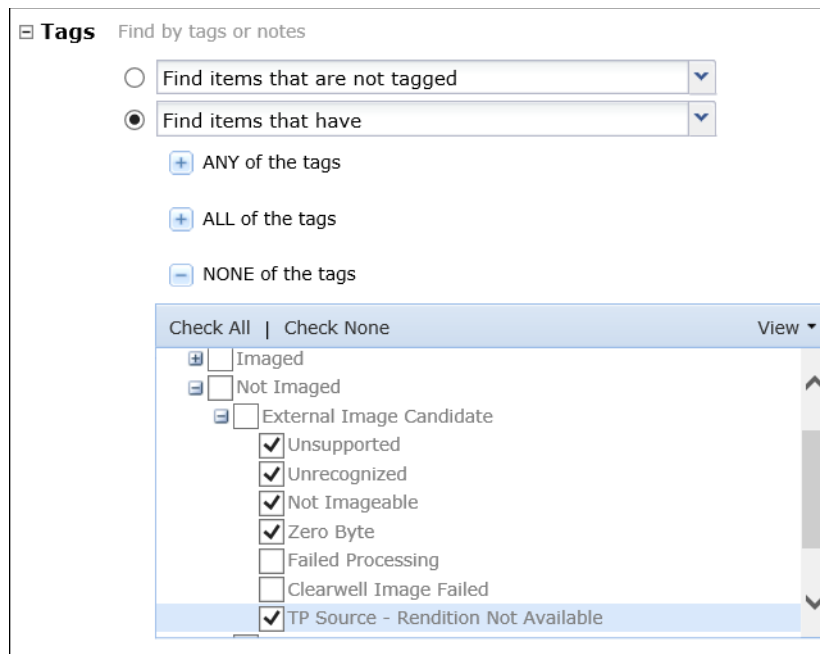 Tags Find by tags or notes
Find items that are not tagged
Find items that have
ANY of the tags
ALL of the tags
NONE of the tags
Check All | Check None View
Imaged
Not Imaged
External Image Candidate
Unsupported
Unrecognized
Not Imageable
Zero Byte
Failed Processing
Clearwell Image Failed
TP Source - Rendition Not Available